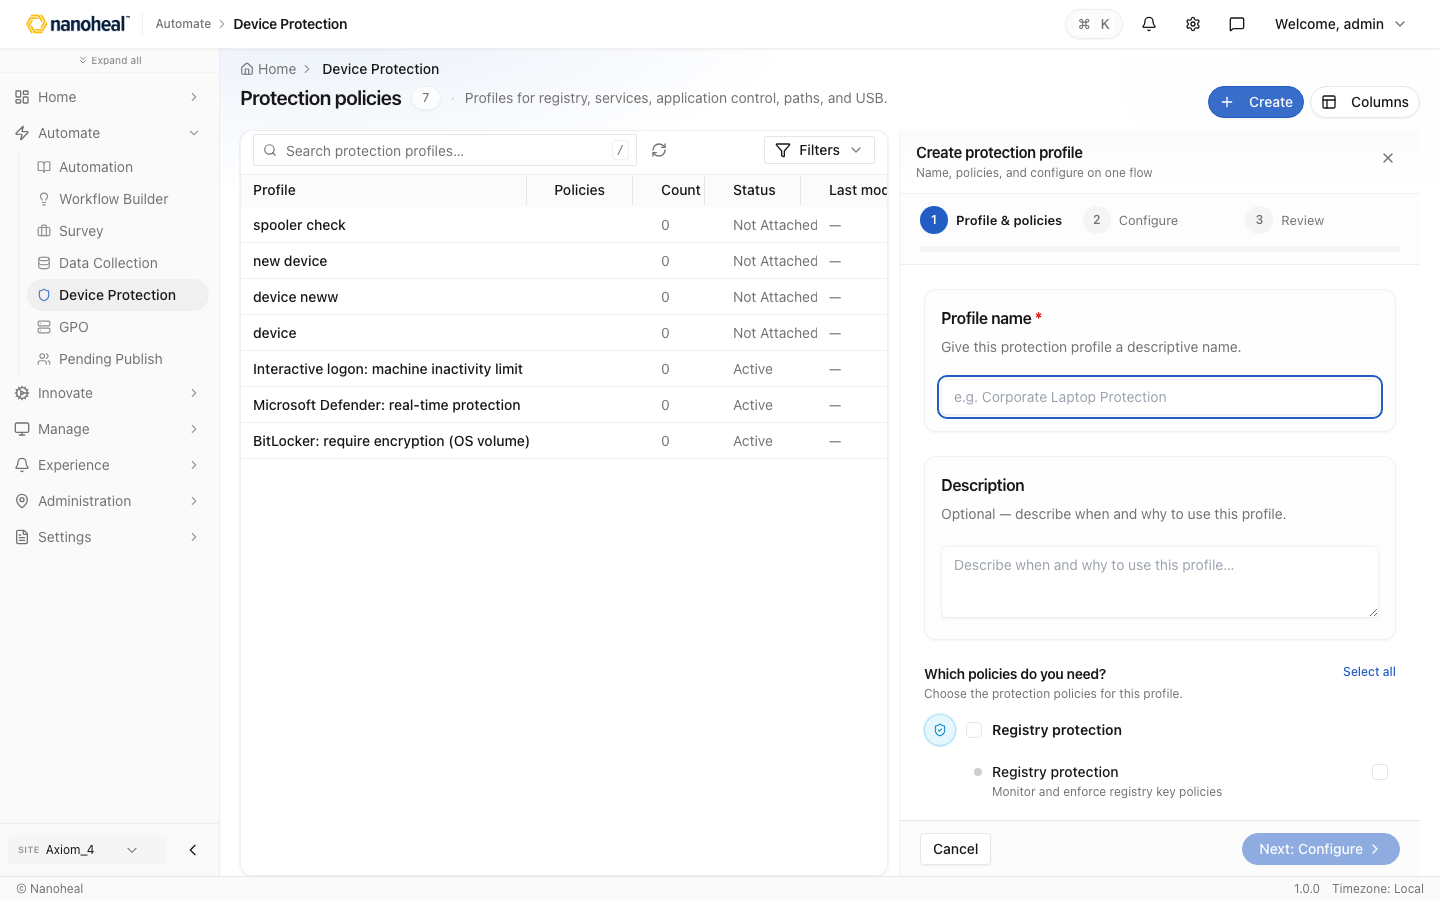 nanoheal™
Automate > Device Protection
⌘ K
Welcome, admin
Expand all
Home
Automate
Automation
Workflow Builder
Survey
Data Collection
Device Protection
GPO
Pending Publish
Innovate
Manage
Experience
Administration
Settings
SITE Axiom_4
Home > Device Protection
Protection policies 7 · Profiles for registry, services, application control, paths, and USB.
+ Create
Columns
Search protection profiles... /
Filters
Profile Policies Count Status Last mod
spooler check 0 Not Attached —
new device 0 Not Attached —
device neww 0 Not Attached —
device 0 Not Attached —
Interactive logon: machine inactivity limit 0 Active —
Microsoft Defender: real-time protection 0 Active —
BitLocker: require encryption (OS volume) 0 Active —
Create protection profile
Name, policies, and configure on one flow
1 Profile & policies 2 Configure 3 Review
Profile name *
Give this protection profile a descriptive name.
e.g. Corporate Laptop Protection
Description
Optional — describe when and why to use this profile.
Describe when and why to use this profile...
Which policies do you need? Select all
Choose the protection policies for this profile.
Registry protection
Registry protection
Monitor and enforce registry key policies
Cancel
Next: Configure
© Nanoheal
1.0.0 Timezone: Local